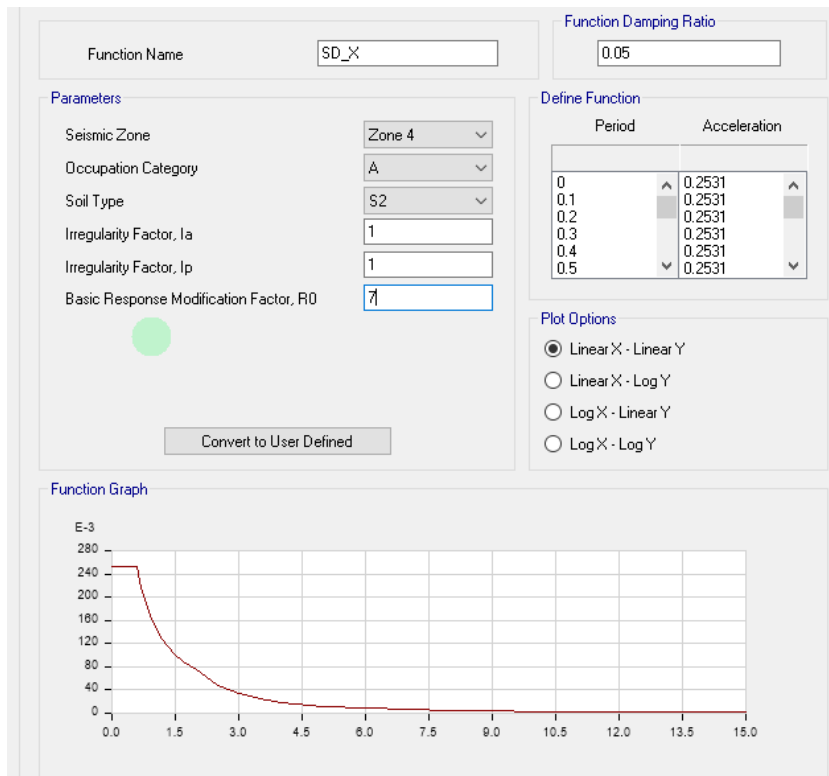 Function Damping Ratio
Function Name SD_X 0.05
Parameters
Seismic Zone Zone 4
Occupation Category A
Soil Type S2
Irregularity Factor, Ia 1
Irregularity Factor, Ip 1
Basic Response Modification Factor, R0 7
Convert to User Defined
Define Function
Period Acceleration
0 0.2531
0.1 0.2531
0.2 0.2531
0.3 0.2531
0.4 0.2531
0.5 0.2531
Plot Options
Linear X - Linear Y
Linear X - Log Y
Log X - Linear Y
Log X - Log Y
Function Graph
E-3
280
240
200
160
120
80
40
0
0.0 1.5 3.0 4.5 6.0 7.5 9.0 10.5 12.0 13.5 15.0